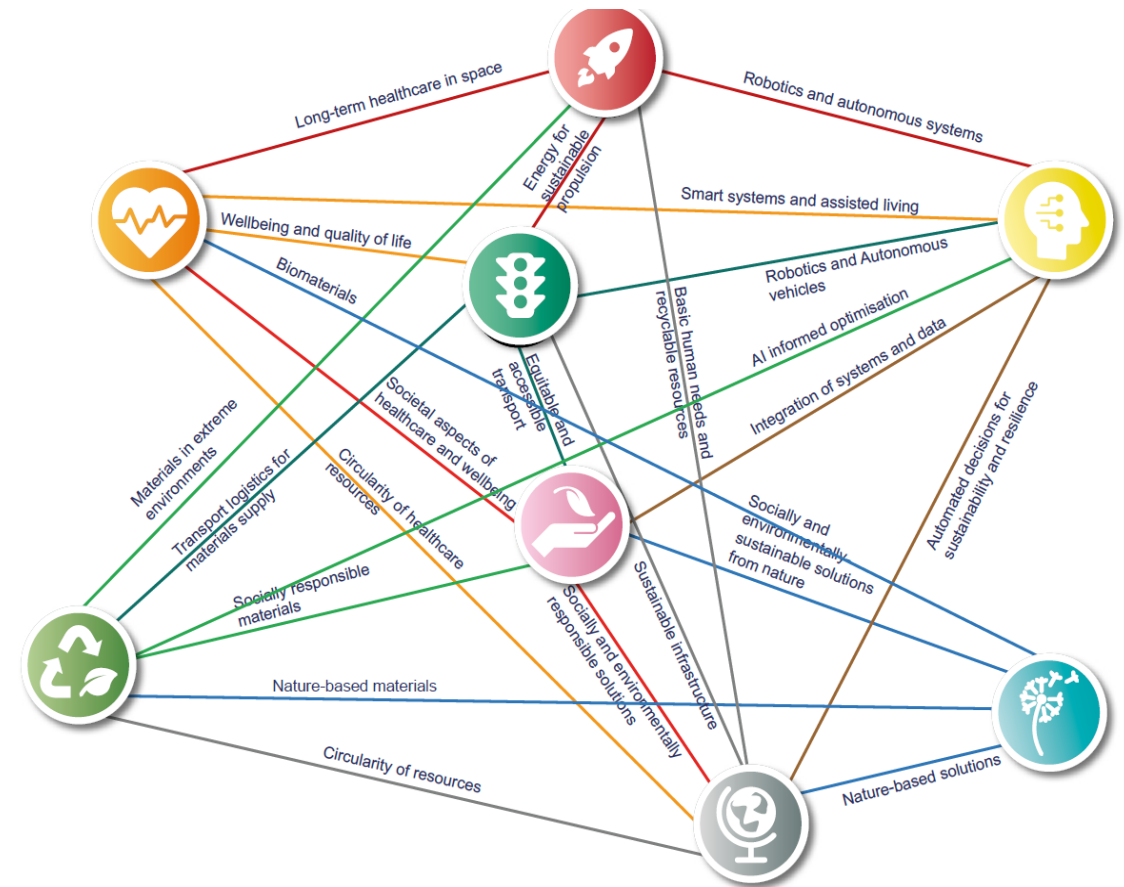 Long-term healthcare in space
Robotics and autonomous systems
Energy for
sustainable
propulsion
Smart systems and assisted living
Wellbeing and quality of life
Biomaterials
Robotics and Autonomous
vehicles
Basic human needs and
recyclable resources
AI informed optimisation
Integration of systems and data
Equitable and
accessible
transport
Societal aspects of
healthcare and wellbeing
Materials in extreme
environments
Transport logistics for
materials supply
Circularity of healthcare
resources
Automated decisions for
sustainability and resilience
Socially and
environmentally
sustainable solutions
from nature
Socially responsible
materials
Sustainable infrastructure
Socially and environmentally
responsible solutions
Nature-based materials
Circularity of resources
Nature-based solutions